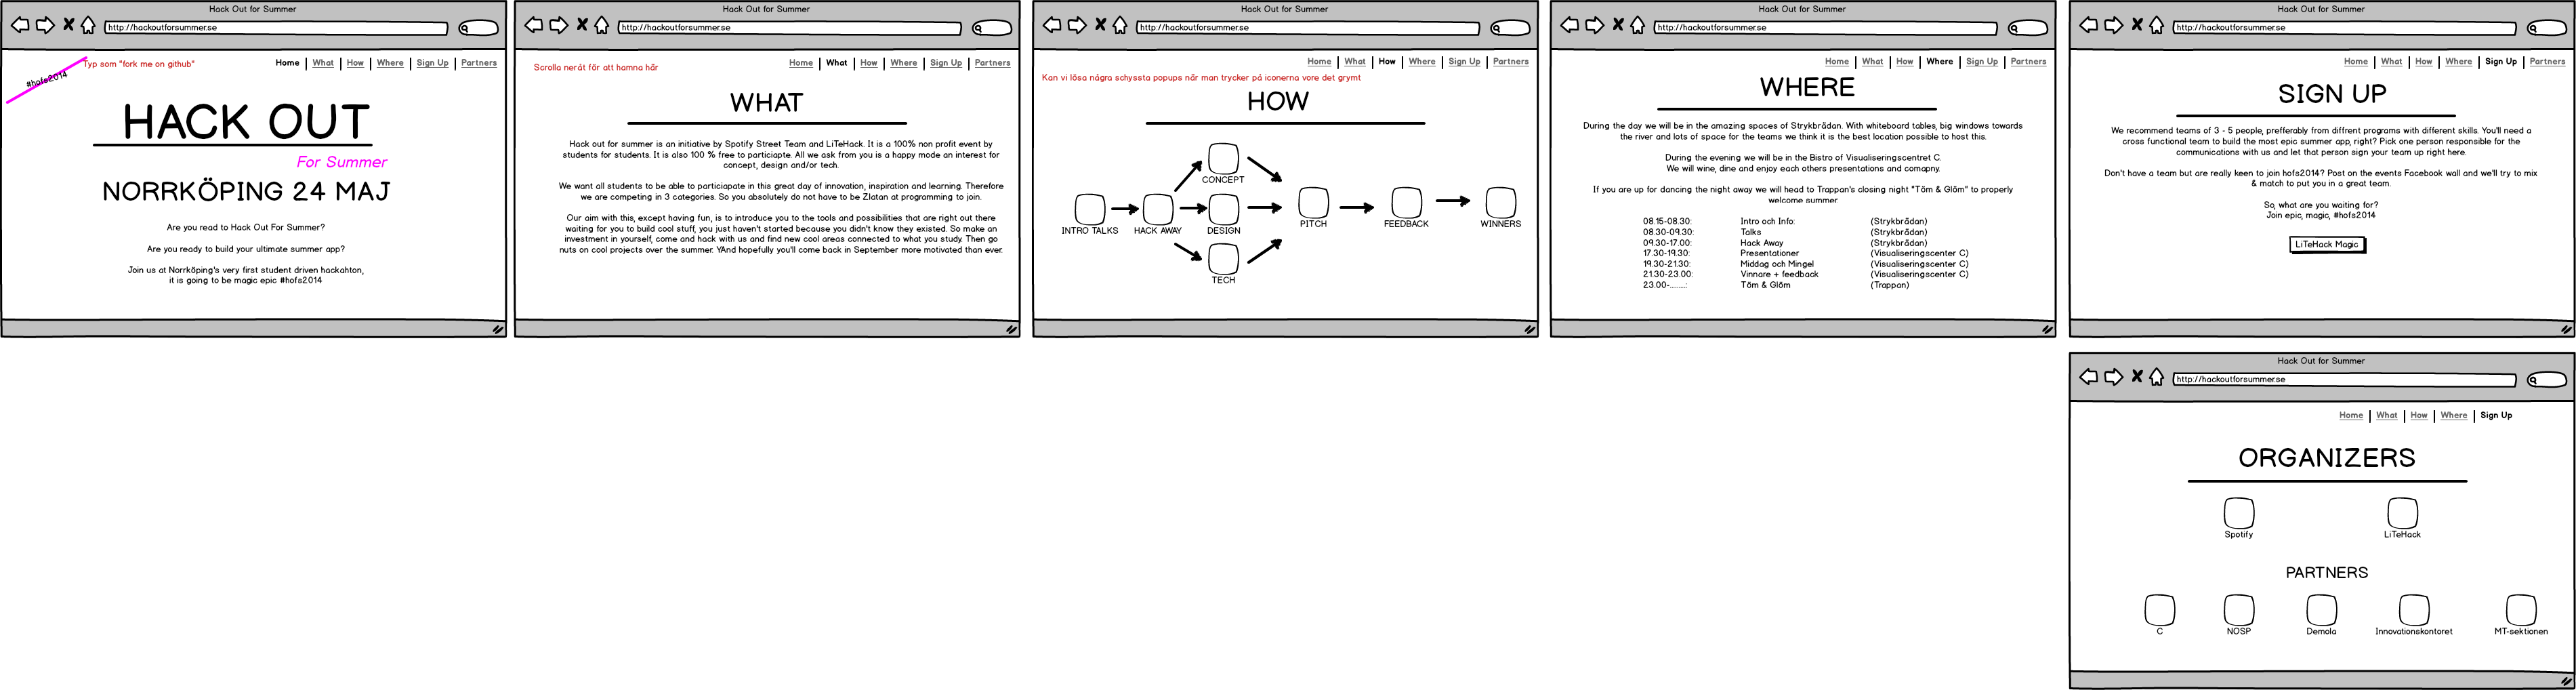 Hack Out for Summer
http://hackoutforsummer.se
Typ som "fork me on github"
#hofs2014
Home What How Where Sign Up Partners
HACK OUT
For Summer
NORRKÖPING 24 MAJ
Are you read to Hack Out For Summer?
Are you ready to build your ultimate summer app?
Join us at Norrköping's very first student driven hackahton,
it is going to be magic epic #hofs2014
Hack Out for Summer
http://hackoutforsummer.se
Scrolla neråt för att hamna här
Home What How Where Sign Up Partners
WHAT
Hack out for summer is an initiative by Spotify Street Team and LiTeHack. It is a 100% non profit event by
students for students. It is also 100 % free to particiapte. All we ask from you is a happy mode an interest for
concept, design and/or tech.
We want all students to be able to particiapate in this great day of innovation, inspiration and learning. Therefore
we are competing in 3 categories. So you absolutely do not have to be Zlatan at programming to join.
Our aim with this, except having fun, is to introduce you to the tools and possibilities that are right out there
waiting for you to build cool stuff, you just haven't started because you didn't know they existed. So make an
investment in yourself, come and hack with us and find new cool areas connected to what you study. Then go
nuts on cool projects over the summer. YAnd hopefully you'll come back in September more motivated than ever.
Hack Out for Summer
http://hackoutforsummer.se
Home What How Where Sign Up Partners
Kan vi lösa några schyssta popups när man trycker på iconerna vore det grymt
HOW
CONCEPT
INTRO TALKS HACK AWAY DESIGN PITCH FEEDBACK WINNERS
TECH
Hack Out for Summer
http://hackoutforsummer.se
Home What How Where Sign Up Partners
WHERE
During the day we will be in the amazing spaces of Strykbrädan. With whiteboard tables, big windows towards
the river and lots of space for the teams we think it is the best location possible to host this.
During the evening we will be in the Bistro of Visualiseringscentret C.
We will wine, dine and enjoy each others presentations and comapny.
If you are up for dancing the night away we will head to Trappan's closing night "Töm & Glöm" to properly
welcome summer
08.15-08.30: Intro och Info: (Strykbrädan)
08.30-09.30: Talks (Strykbrädan)
09.30-17.00: Hack Away (Strykbrädan)
17.30-19.30: Presentationer (Visualiseringscenter C)
19.30-21.30: Middag och Mingel (Visualiseringscenter C)
21.30-23.00: Vinnare + feedback (Visualiseringscenter C)
23.00-........: Töm & Glöm (Trappan)
Hack Out for Summer
http://hackoutforsummer.se
Home What How Where Sign Up Partners
SIGN UP
We recommend teams of 3 - 5 people, prefferably from diffrent programs with different skills. You'll need a
cross functional team to build the most epic summer app, right? Pick one person responsible for the
communications with us and let that person sign your team up right here.
Don't have a team but are really keen to join hofs2014? Post on the events Facebook wall and we'll try to mix
& match to put you in a great team.
So, what are you waiting for?
Join epic, magic, #hofs2014
LiTeHack Magic
Hack Out for Summer
http://hackoutforsummer.se
Home What How Where Sign Up
ORGANIZERS
Spotify LiTeHack
PARTNERS
C NOSP Demola Innovationskontoret MT-sektionen